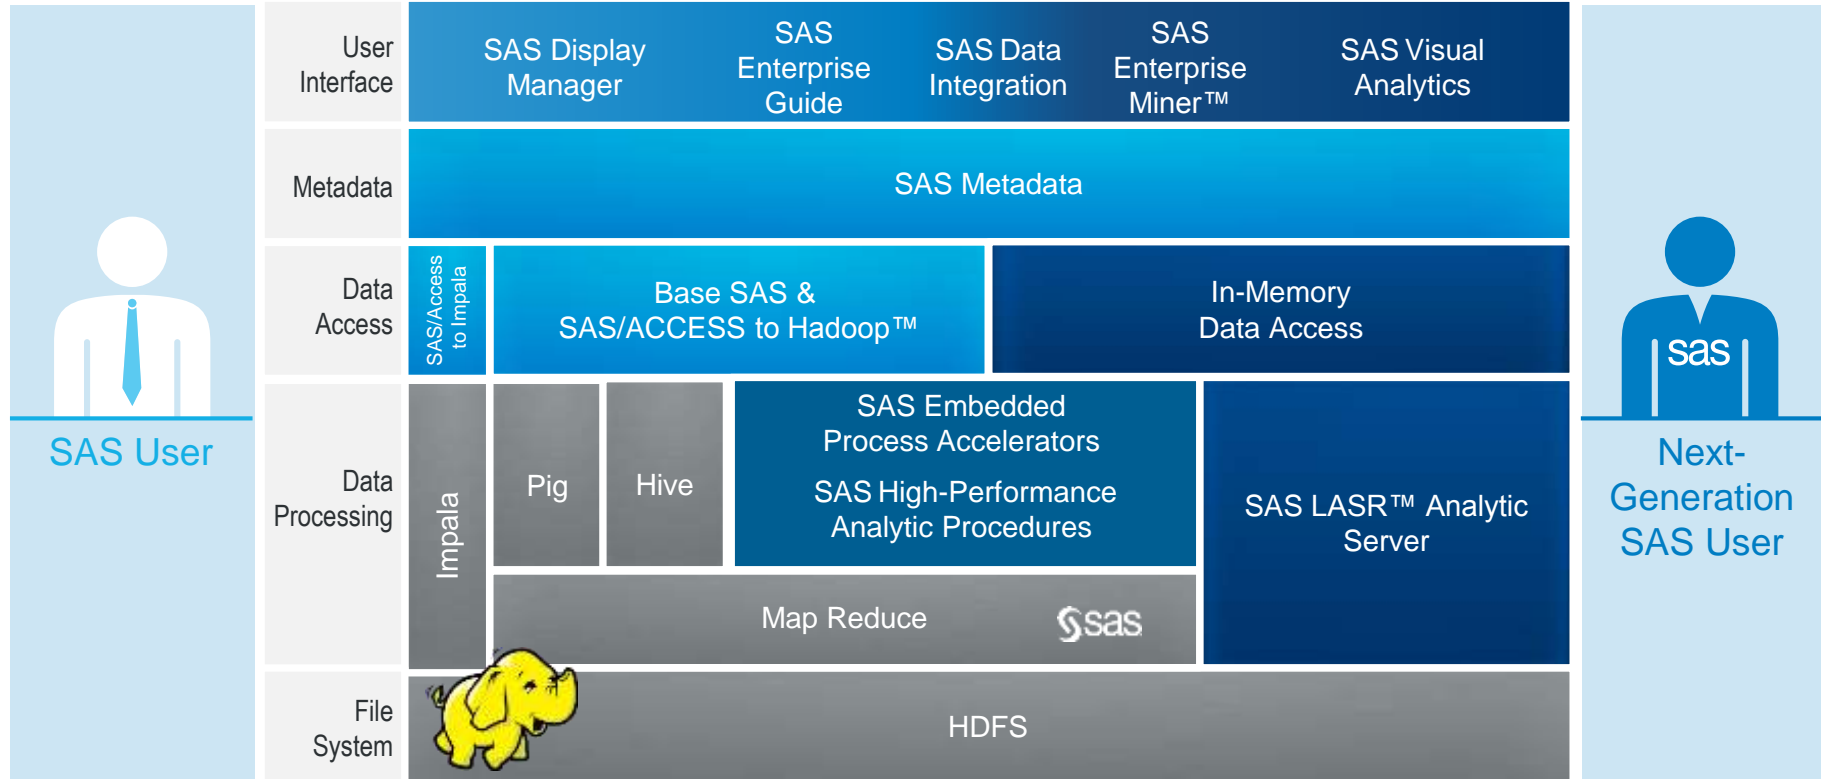 User
Interface
SAS Display
Manager
SAS
Enterprise
Guide
SAS Data
Integration
SAS
Enterprise
Miner™
SAS Visual
Analytics
Metadata
SAS Metadata
Data
Access
SAS/Access
to Impala
Base SAS &
SAS/ACCESS to Hadoop™
In-Memory
Data Access
Data
Processing
Impala
Pig
Hive
SAS Embedded
Process Accelerators
SAS High-Performance
Analytic Procedures
SAS LASR™ Analytic
Server
Map Reduce
sas
File
System
HDFS
SAS User
sas
Next-
Generation
SAS User